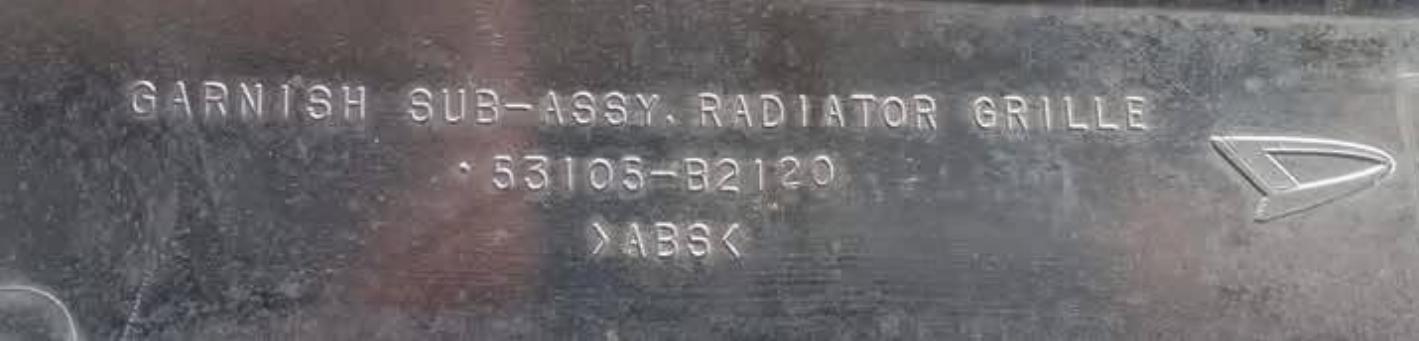 GARNISH SUB-ASSY, RADIATOR GRILLE
·53105-B2120
>ABS<